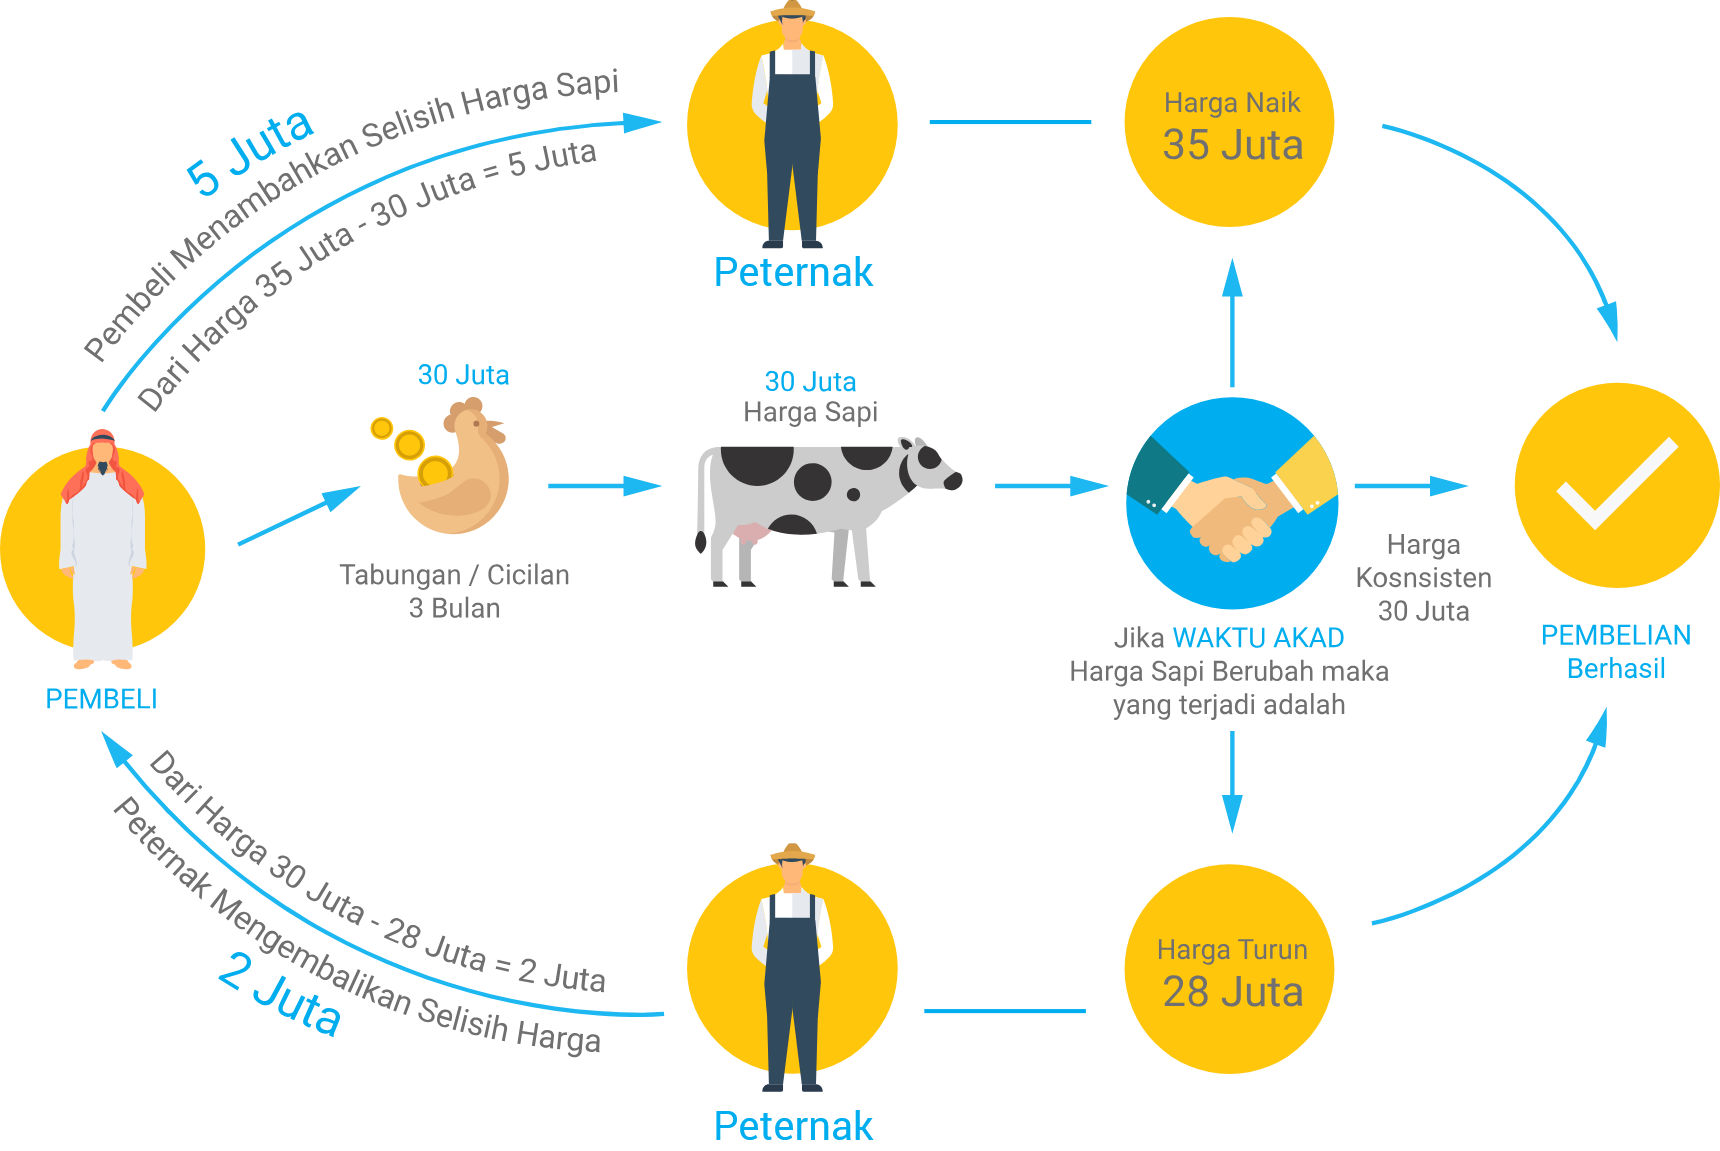 5 Juta
Pembeli Menambahkan Selisih Harga Sapi
Dari Harga 35 Juta - 30 Juta = 5 Juta
Peternak
Harga Naik
35 Juta
30 Juta
Tabungan / Cicilan
3 Bulan
30 Juta
Harga Sapi
Jika WAKTU AKAD
Harga Sapi Berubah maka
yang terjadi adalah
Harga
Kosnsisten
30 Juta
PEMBELIAN
Berhasil
PEMBELI
Dari Harga 30 Juta - 28 Juta = 2 Juta
Peternak Mengembalikan Selisih Harga
2 Juta
Peternak
Harga Turun
28 Juta